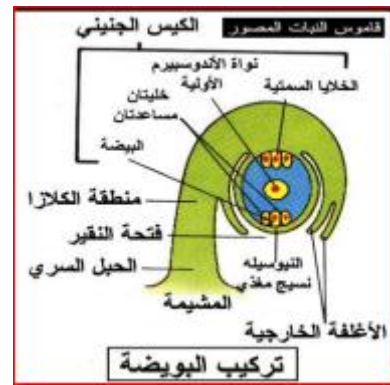 قاموس النبات المصور
الكيس الجنيني
نواة الأندوسبيرم
الأولية
الخلايا السمتية
خليتان
مساعدتان
البيضة
منطقة الكلازا
فتحة النقير
الحبل السري
المشيمة
النيوسيله
نسيج مغذي
الأغلفة الخارجية
تركيب البويضة